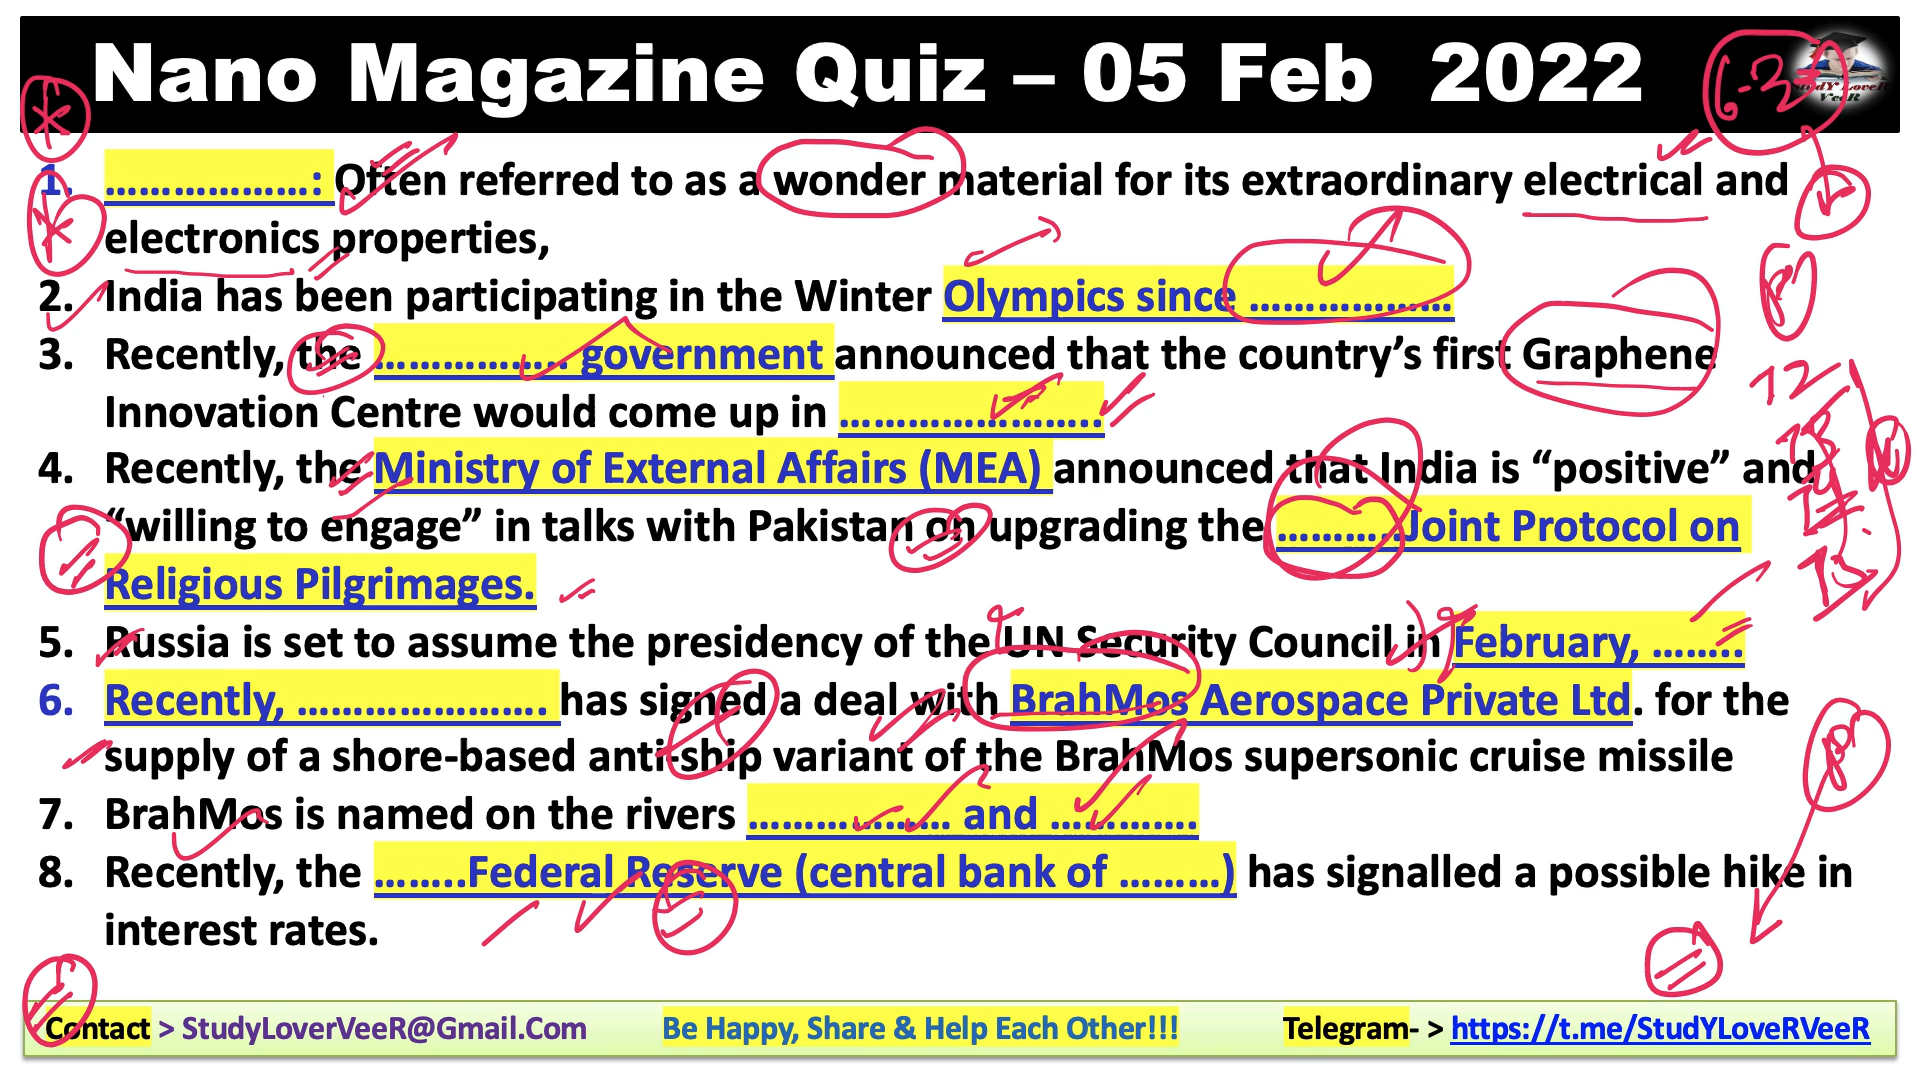 Nano Magazine Quiz – 05 Feb 2022
StudY LoveR
VeeR
1. ………………: Often referred to as a wonder material for its extraordinary electrical and
electronics properties,
2. India has been participating in the Winter Olympics since ………………
3. Recently, the …………….. government announced that the country’s first Graphene
Innovation Centre would come up in …………………..
4. Recently, the Ministry of External Affairs (MEA) announced that India is “positive” and
“willing to engage” in talks with Pakistan on upgrading the ………..Joint Protocol on
Religious Pilgrimages.
5. Russia is set to assume the presidency of the UN Security Council in February, ……..
6. Recently, …………………. has signed a deal with BrahMos Aerospace Private Ltd. for the
supply of a shore-based anti-ship variant of the BrahMos supersonic cruise missile
7. BrahMos is named on the rivers ……………… and ………….
8. Recently, the ……..Federal Reserve (central bank of ………) has signalled a possible hike in
interest rates.
72
73
74
75
Contact > StudyLoverVeeR@Gmail.Com Be Happy, Share & Help Each Other!!! Telegram- > https://t.me/StudYLoveRVeeR